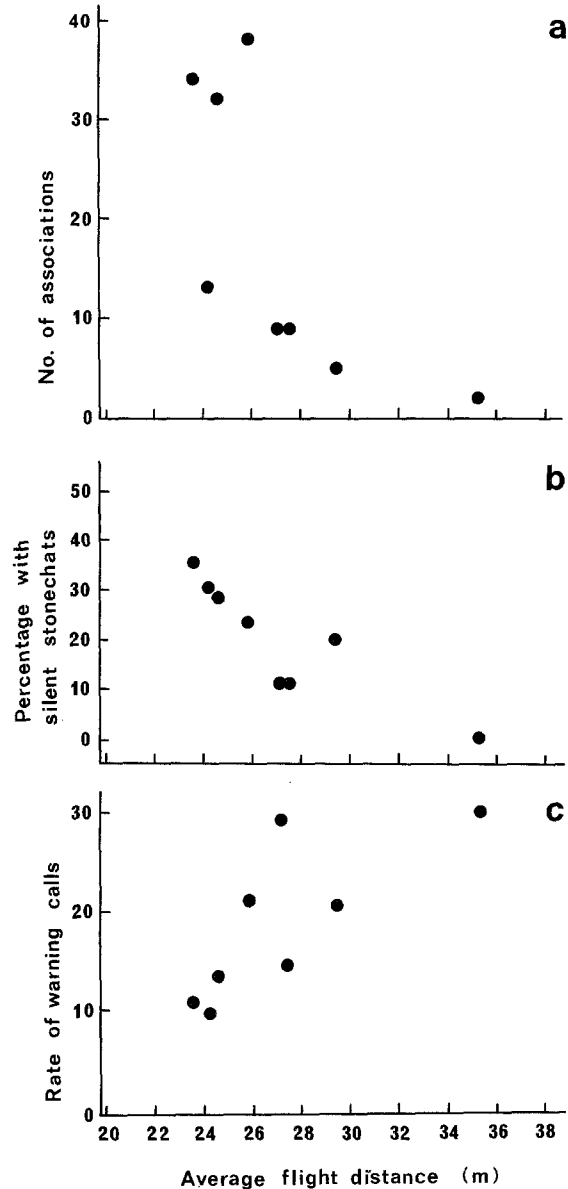 a
40
30
20
10
0
No. of associations
b
50
40
30
20
10
0
Percentage with
silent stonechats
c
30
20
10
0
Rate of warning calls
20 22 24 26 28 30 32 34 36 38
Average flight distance (m)